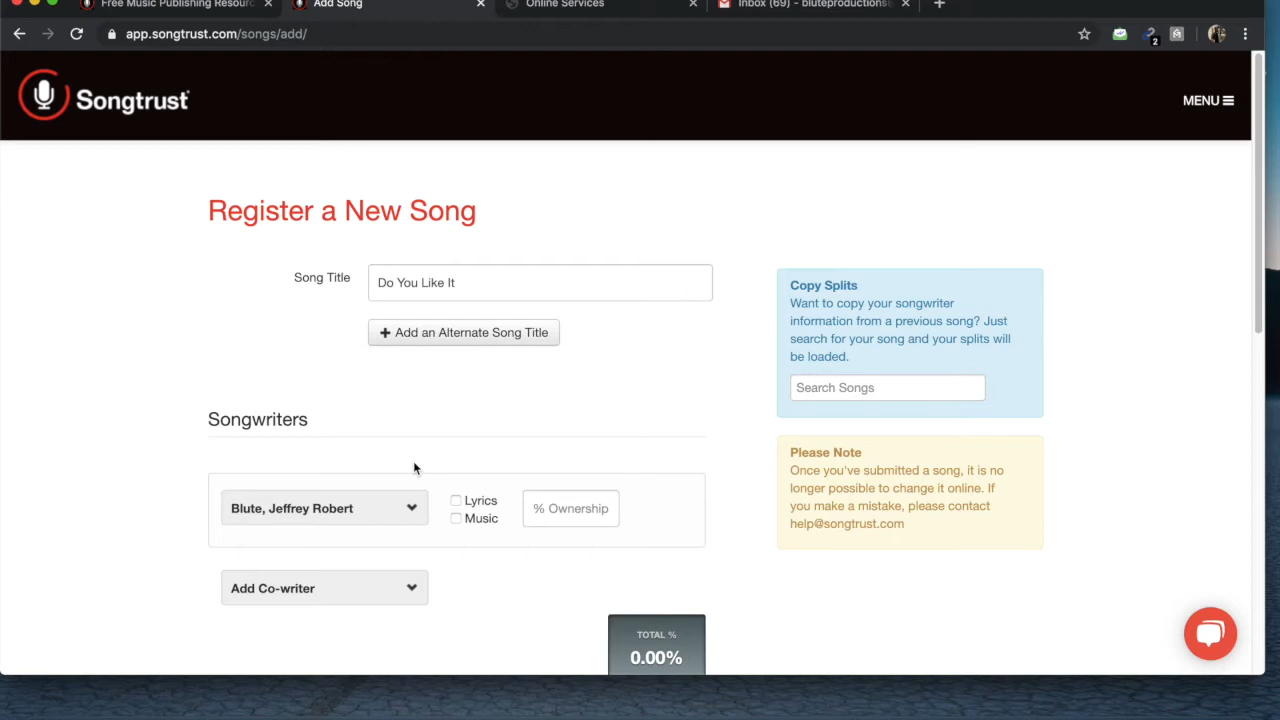 Free Music Publishing Resourc
Add Song
Online Services
Inbox (69) - bluteproductions
app.songtrust.com/songs/add/
2
Songtrust
MENU
Register a New Song
Song Title
Do You Like It
Add an Alternate Song Title
Copy Splits
Want to copy your songwriter
information from a previous song? Just
search for your song and your splits will
be loaded.
Search Songs
Songwriters
Please Note
Once you've submitted a song, it is no
longer possible to change it online. If
you make a mistake, please contact
help@songtrust.com
Blute, Jeffrey Robert
Lyrics
Music
% Ownership
Add Co-writer
TOTAL %
0.00%